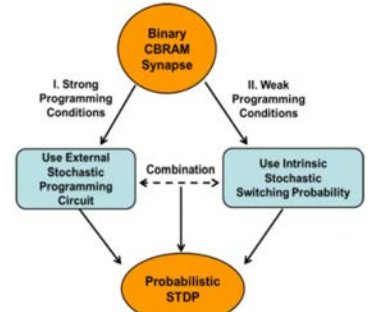 Binary
CBRAM
Synapse
I. Strong
Programming
Conditions
II. Weak
Programming
Conditions
Use External
Stochastic
Programming
Circuit
Combination
Use Intrinsic
Stochastic
Switching Probability
Probabilistic
STDP